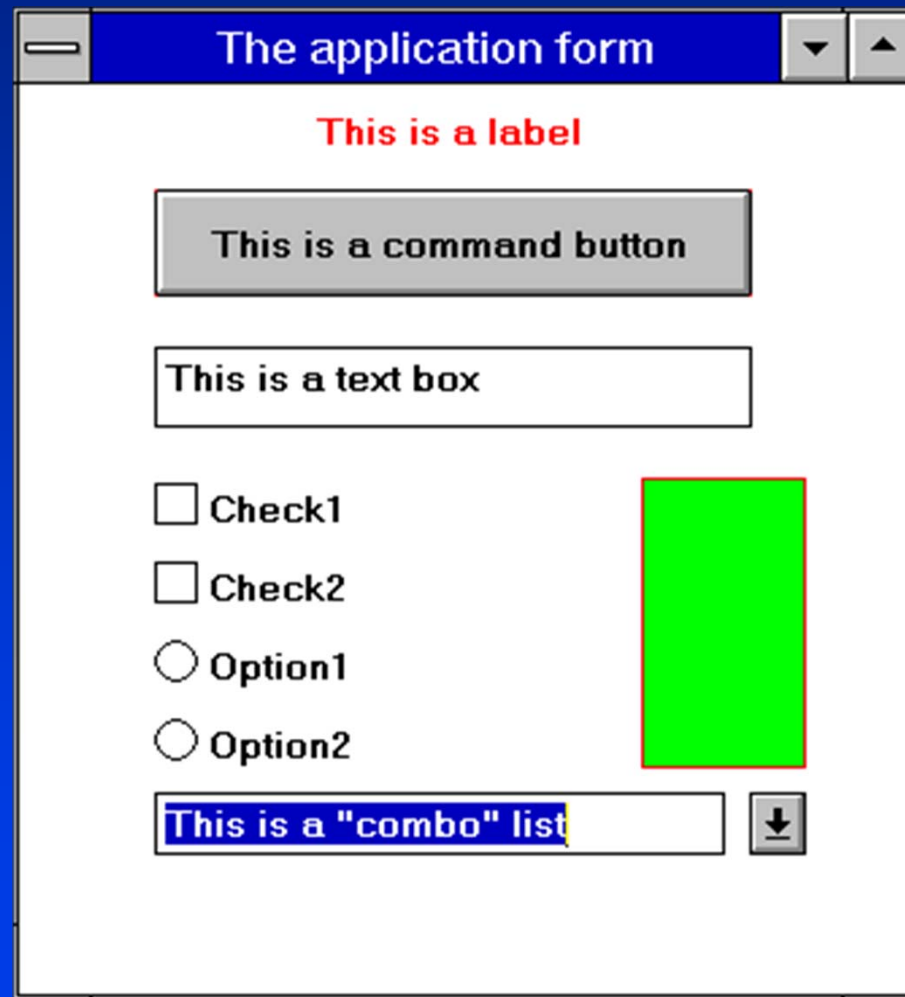 The application form
This is a label
This is a command button
This is a text box
Check1
Check2
Option1
Option2
This is a "combo" list